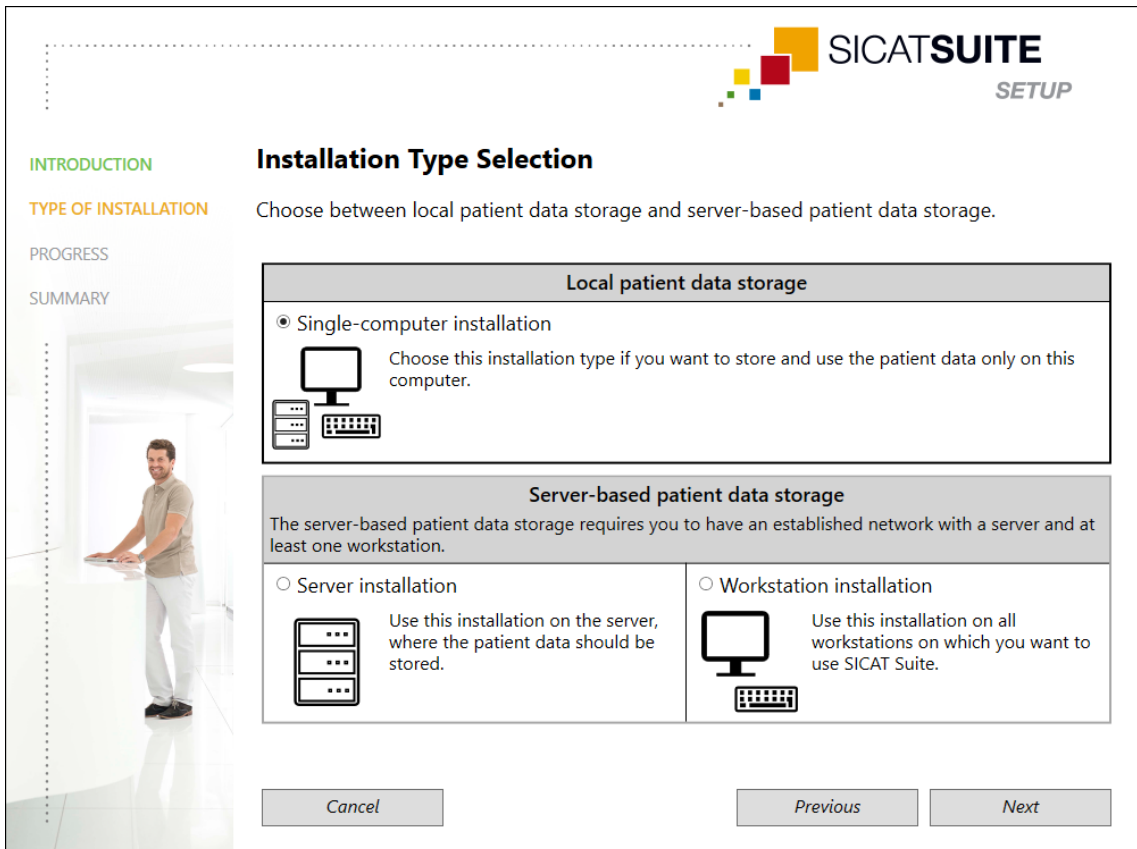 SICATSUITE
SETUP
INTRODUCTION
TYPE OF INSTALLATION
PROGRESS
SUMMARY
Installation Type Selection
Choose between local patient data storage and server-based patient data storage.
Local patient data storage
Single-computer installation
Choose this installation type if you want to store and use the patient data only on this
computer.
Server-based patient data storage
The server-based patient data storage requires you to have an established network with a server and at
least one workstation.
Server installation
Use this installation on the server,
where the patient data should be
stored.
Workstation installation
Use this installation on all
workstations on which you want to
use SICAT Suite.
Cancel
Previous
Next